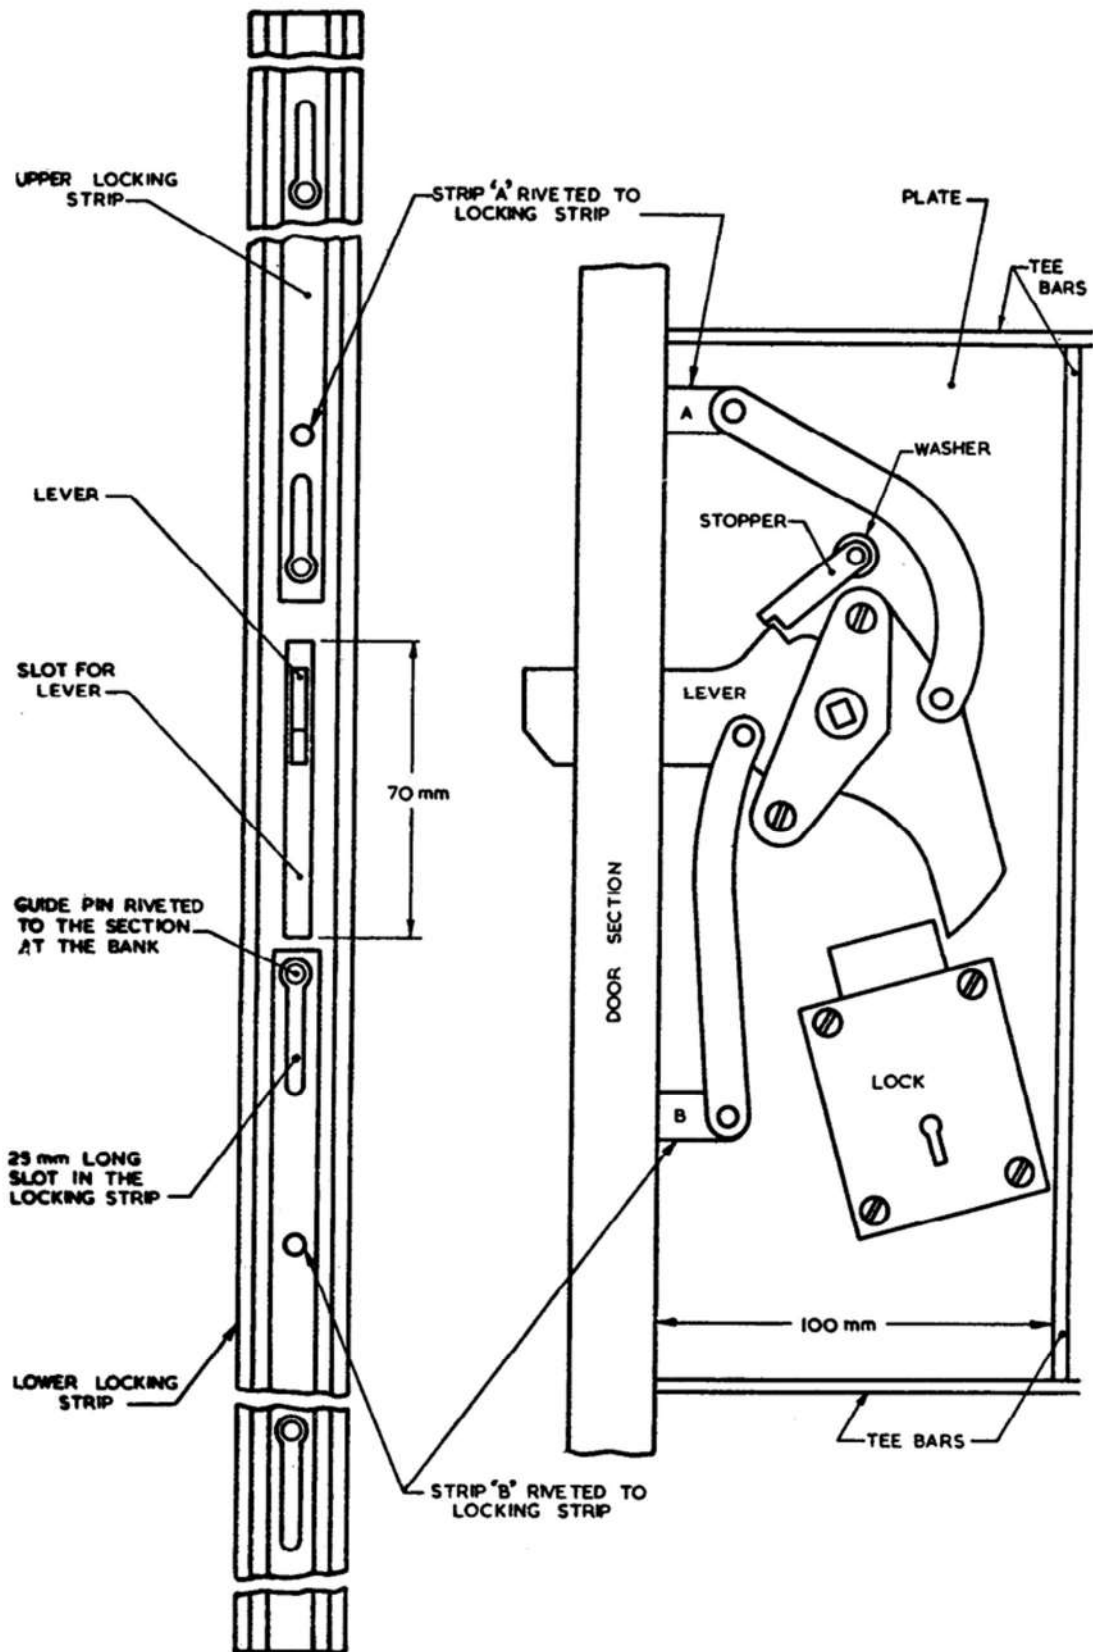 UPPER LOCKING
STRIP
STRIP 'A' RIVETED TO
LOCKING STRIP
PLATE
TEE
BARS
A
WASHER
LEVER
STOPPER
SLOT FOR
LEVER
LEVER
70 mm
DOOR SECTION
GUIDE PIN RIVETED
TO THE SECTION
AT THE BANK
LOCK
B
25 mm LONG
SLOT IN THE
LOCKING STRIP
100 mm
LOWER LOCKING
STRIP
TEE BARS
STRIP 'B' RIVETED TO
LOCKING STRIP